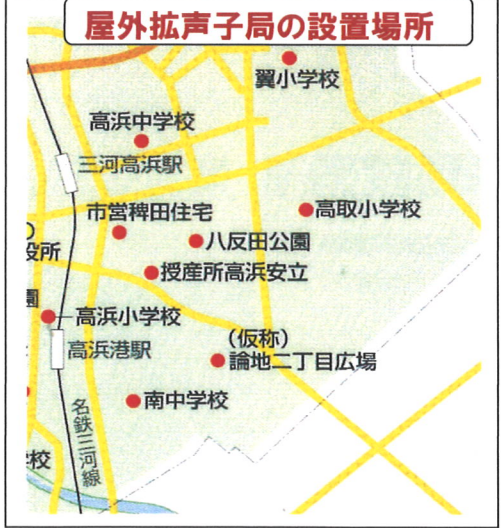 屋外拡声子局の設置場所
翼小学校
高浜中学校
三河高浜駅
市営稗田住宅
高取小学校
役所
八反田公園
授産所高浜安立
園
高浜小学校
高浜港駅
(仮称)
論地二丁目広場
南中学校
名鉄三河線
校